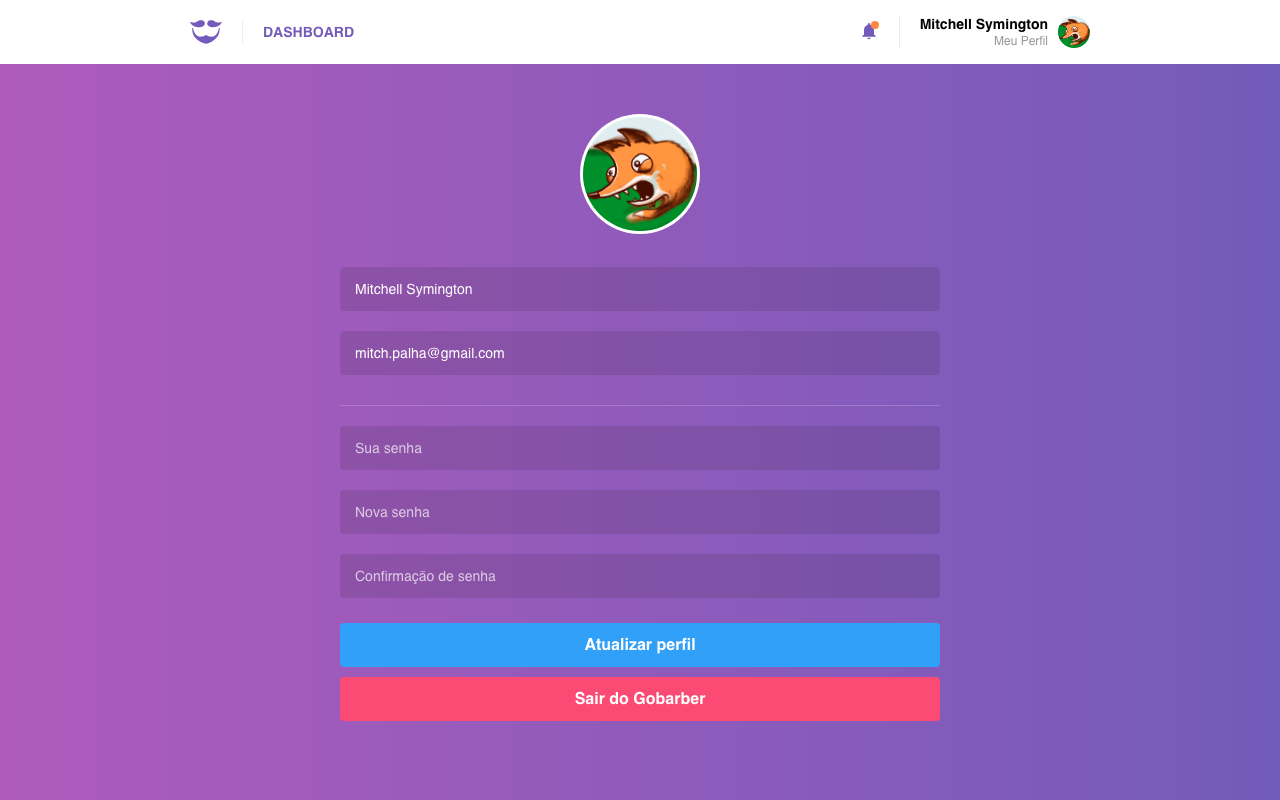 DASHBOARD
Mitchell Symington
Meu Perfil
Mitchell Symington
mitch.palha@gmail.com
Sua senha
Nova senha
Confirmação de senha
Atualizar perfil
Sair do Gobarber